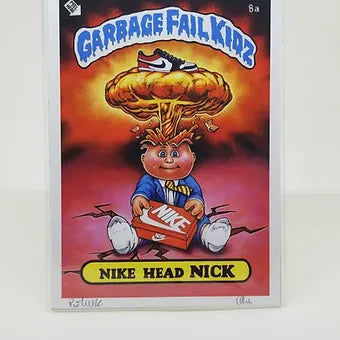 8a
GARBAGE FAIL KIDZ
NIKE
NIKE HEAD NICK